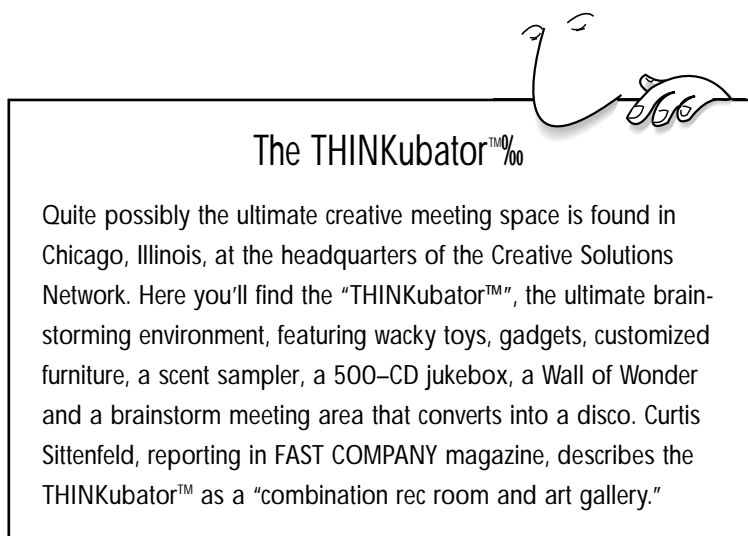 The THINKubator™‰
Quite possibly the ultimate creative meeting space is found in
Chicago, Illinois, at the headquarters of the Creative Solutions
Network. Here you'll find the “THINKubator™”, the ultimate brain-
storming environment, featuring wacky toys, gadgets, customized
furniture, a scent sampler, a 500–CD jukebox, a Wall of Wonder
and a brainstorm meeting area that converts into a disco. Curtis
Sittenfeld, reporting in FAST COMPANY magazine, describes the
THINKubator™ as a “combination rec room and art gallery.”